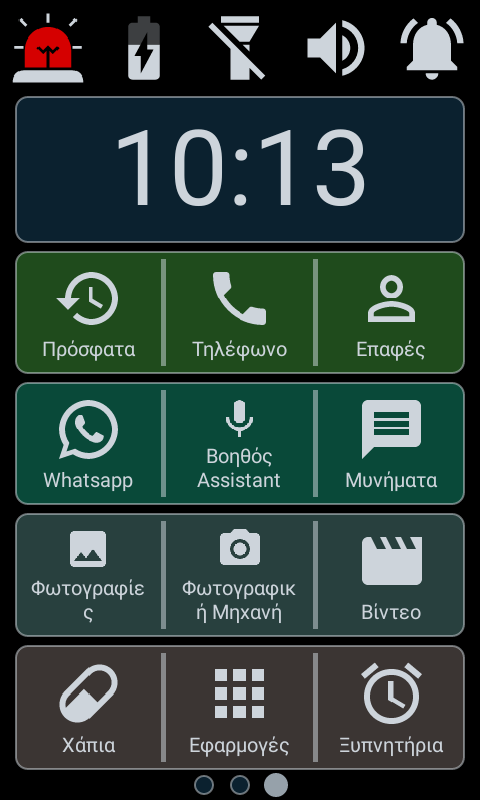 10:13
Πρόσφατα
Τηλέφωνο
Επαφές
Whatsapp
Βοηθός
Assistant
Μυνήματα
Φωτογραφίε
ς
Φωτογραφικ
ή Μηχανή
Βίντεο
Χάπια
Εφαρμογές
Ξυπνητήρια